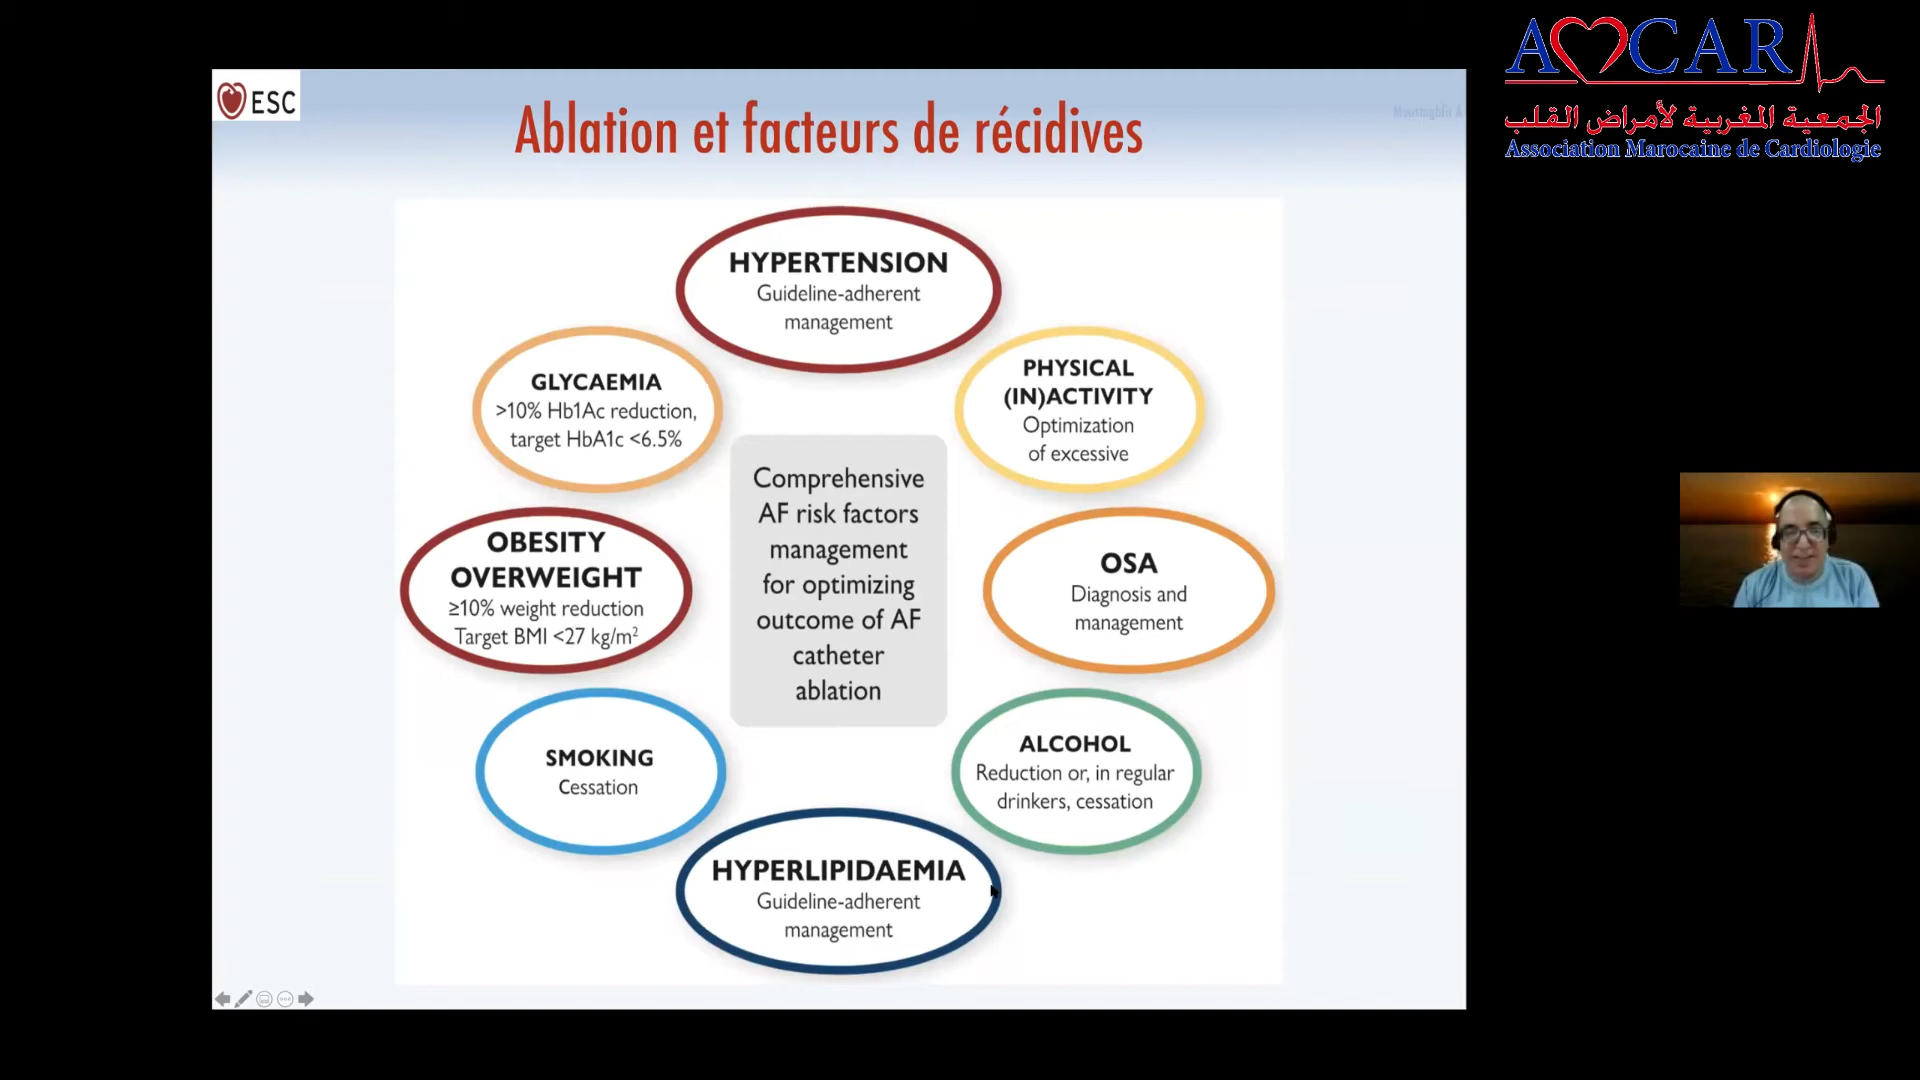 AMCAR
الجمعية المغربية لأمراض القلب
Association Marocaine de Cardiologie
ESC
Ablation et facteurs de récidives
HYPERTENSION
Guideline-adherent
management
GLYCAEMIA
>10% Hb1Ac reduction,
target HbA1c <6.5%
PHYSICAL
(IN)ACTIVITY
Optimization
of excessive
Comprehensive
AF risk factors
management
for optimizing
outcome of AF
catheter
ablation
OBESITY
OVERWEIGHT
≥10% weight reduction
Target BMI <27 kg/m²
OSA
Diagnosis and
management
SMOKING
Cessation
ALCOHOL
Reduction or, in regular
drinkers, cessation
HYPERLIPIDAEMIA
Guideline-adherent
management